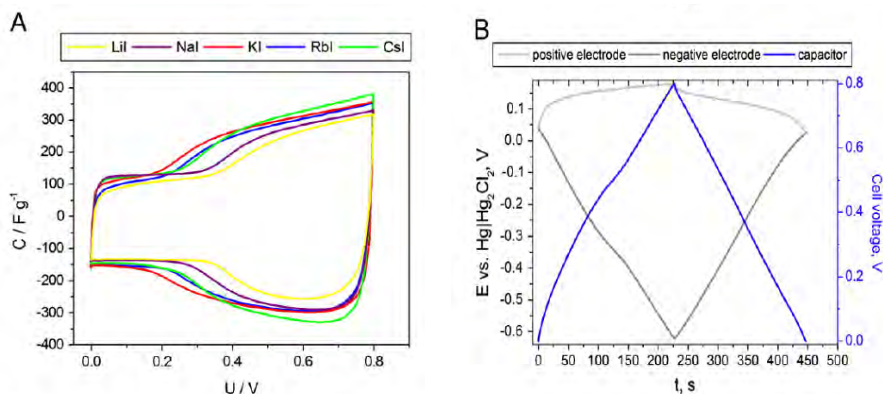 A
LiI NaI KI RbI CsI
C / F g⁻¹
400
300
200
100
0
-100
-200
-300
-400
0.0 0.2 0.4 0.6 0.8
U / V
B
positive electrode negative electrode capacitor
E vs. Hg|Hg₂Cl₂, V
0.1
0.0
-0.1
-0.2
-0.3
-0.4
-0.5
-0.6
0.8
0.6
0.4
0.2
0.0
Cell voltage, V
0 50 100 150 200 250 300 350 400 450 500
t, s